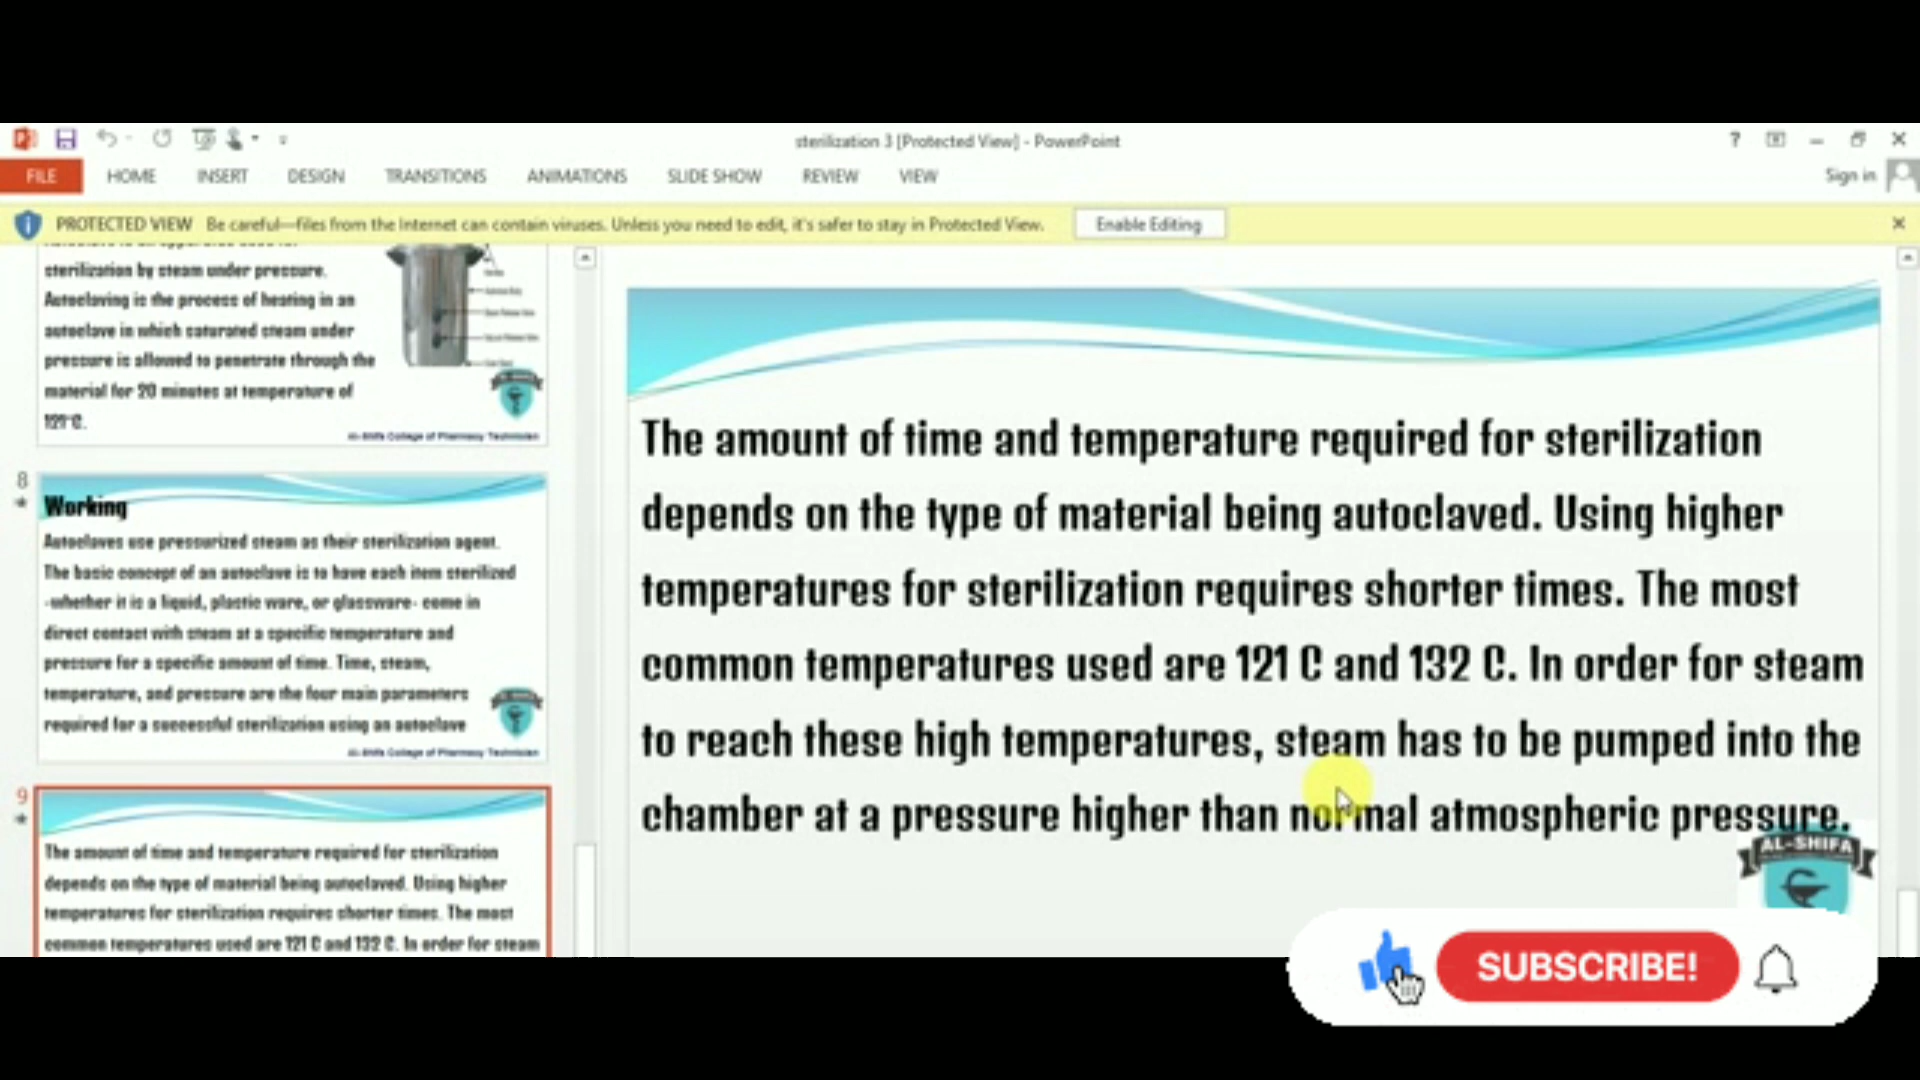 sterilization 3 [Protected View] - PowerPoint
?
FILE HOME INSERT DESIGN TRANSITIONS ANIMATIONS SLIDE SHOW REVIEW VIEW
Sign in
PROTECTED VIEW Be careful—files from the Internet can contain viruses. Unless you need to edit, it's safer to stay in Protected View.
Enable Editing
sterilization by steam under pressure.
Autoclaving is the process of heating in an
autoclave in which saturated steam under
pressure is allowed to penetrate through the
material for 20 minutes at temperature of
121°C.
Al-Shifa College of Pharmacy Technician
8
Working
Autoclaves use pressurized steam as their sterilization agent.
The basic concept of an autoclave is to have each item sterilized
-whether it is a liquid, plastic ware, or glassware- come in
direct contact with steam at a specific temperature and
pressure for a specific amount of time. Time, steam,
temperature, and pressure are the four main parameters
required for a successful sterilization using an autoclave
Al-Shifa College of Pharmacy Technician
9
The amount of time and temperature required for sterilization
depends on the type of material being autoclaved. Using higher
temperatures for sterilization requires shorter times. The most
common temperatures used are 121 C and 132 C. In order for steam
The amount of time and temperature required for sterilization
depends on the type of material being autoclaved. Using higher
temperatures for sterilization requires shorter times. The most
common temperatures used are 121 C and 132 C. In order for steam
to reach these high temperatures, steam has to be pumped into the
chamber at a pressure higher than normal atmospheric pressure.
AL-SHIFA
SUBSCRIBE!